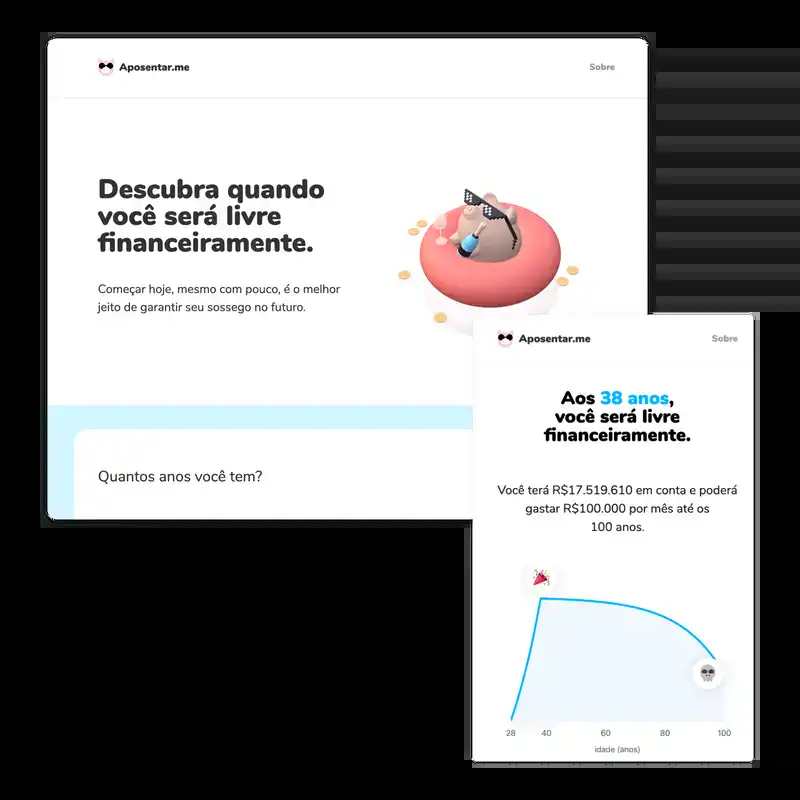 Aposentar.me
Sobre
Descubra quando
você será livre
financeiramente.
Começar hoje, mesmo com pouco, é o melhor
jeito de garantir seu sossego no futuro.
Quantos anos você tem?
Aposentar.me
Sobre
Aos 38 anos,
você será livre
financeiramente.
Você terá R$17.519.610 em conta e poderá
gastar R$100.000 por mês até os
100 anos.
28 40 60 80 100
idade (anos)